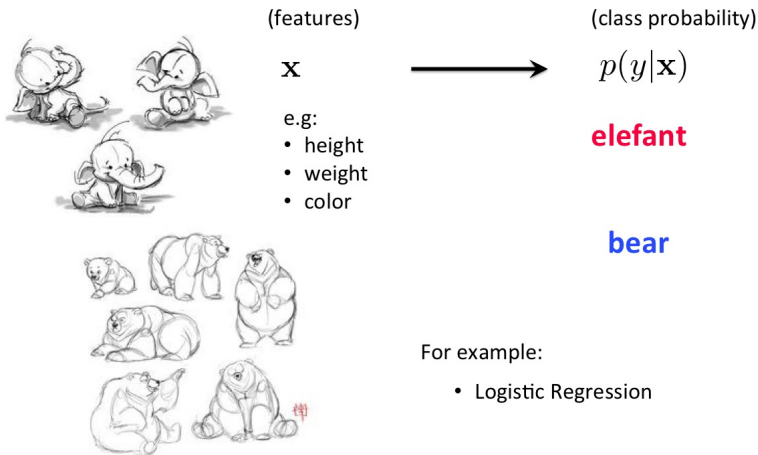 (features)
(class probability)
x
p(y|x)
e.g:
• height
• weight
• color
elefant
bear
For example:
• Logistic Regression